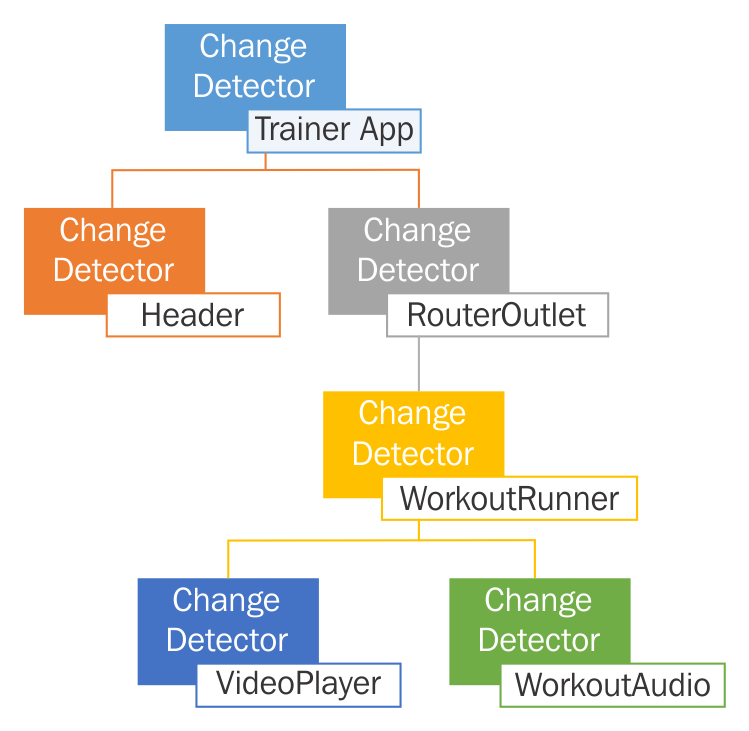 Change
Detector
Trainer App
Change
Detector
Header
Change
Detector
RouterOutlet
Change
Detector
WorkoutRunner
Change
Detector
VideoPlayer
Change
Detector
WorkoutAudio